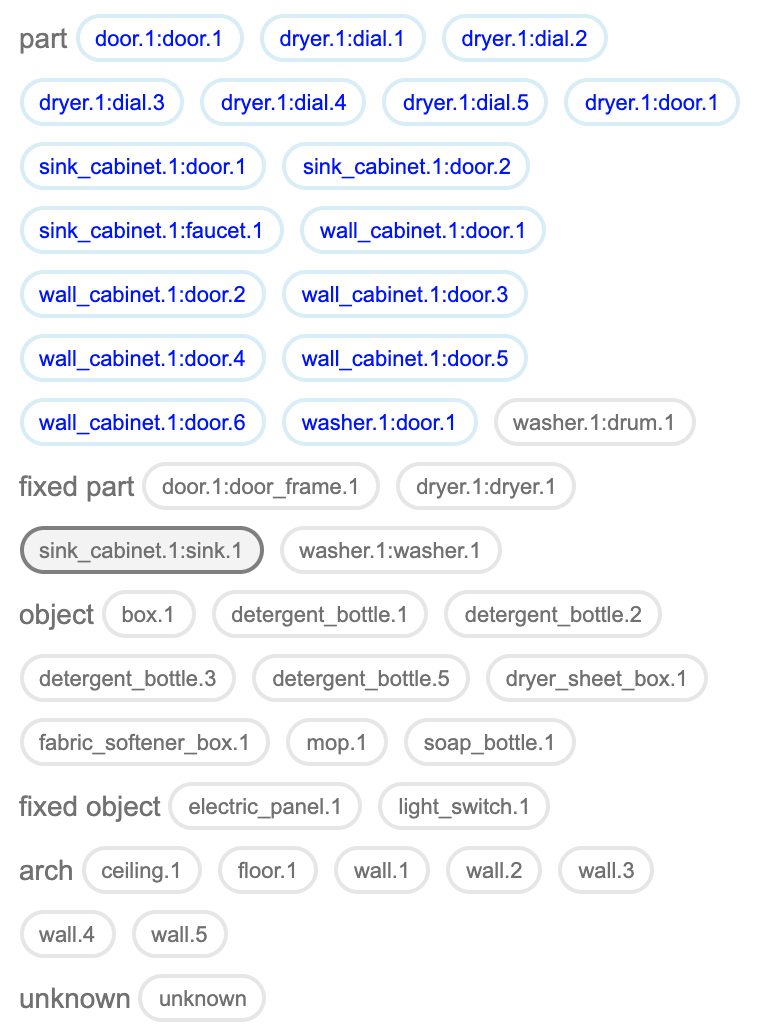 part door.1:door.1 dryer.1:dial.1 dryer.1:dial.2
dryer.1:dial.3 dryer.1:dial.4 dryer.1:dial.5 dryer.1:door.1
sink_cabinet.1:door.1 sink_cabinet.1:door.2
sink_cabinet.1:faucet.1 wall_cabinet.1:door.1
wall_cabinet.1:door.2 wall_cabinet.1:door.3
wall_cabinet.1:door.4 wall_cabinet.1:door.5
wall_cabinet.1:door.6 washer.1:door.1 washer.1:drum.1
fixed part door.1:door_frame.1 dryer.1:dryer.1
sink_cabinet.1:sink.1 washer.1:washer.1
object box.1 detergent_bottle.1 detergent_bottle.2
detergent_bottle.3 detergent_bottle.5 dryer_sheet_box.1
fabric_softener_box.1 mop.1 soap_bottle.1
fixed object electric_panel.1 light_switch.1
arch ceiling.1 floor.1 wall.1 wall.2 wall.3
wall.4 wall.5
unknown unknown